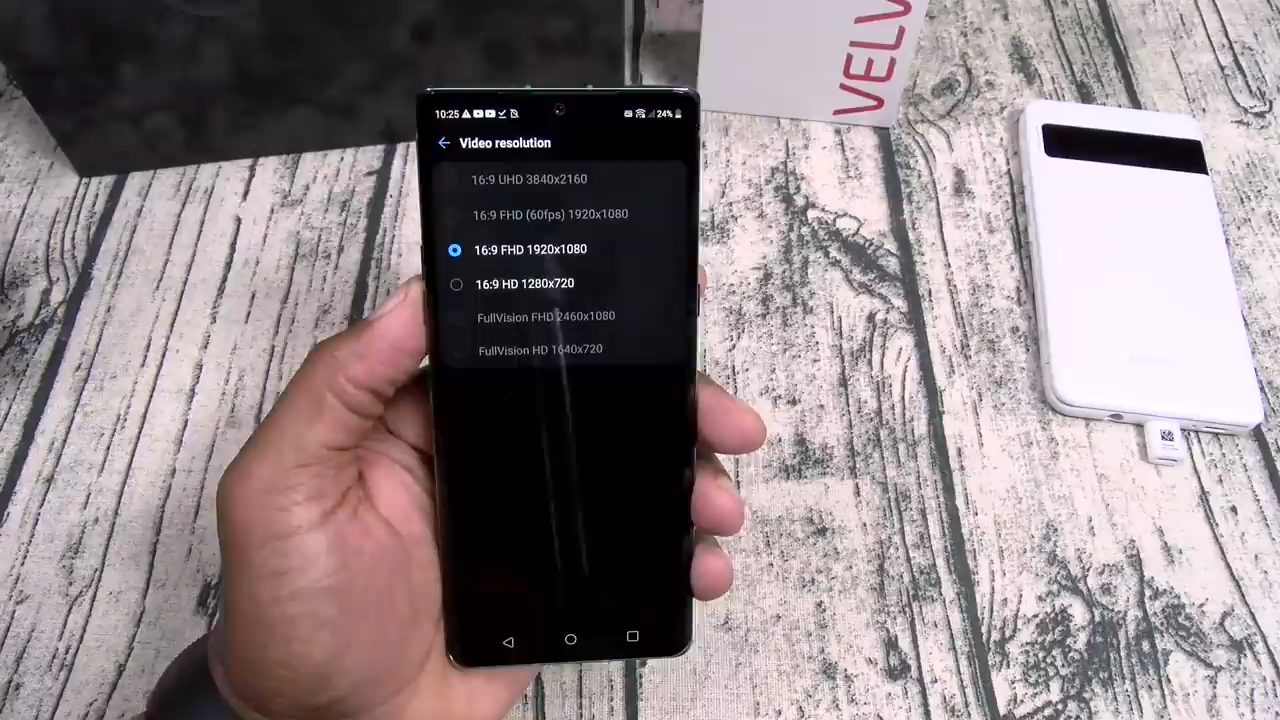 VELV
10:25
24%
Video resolution
16:9 UHD 3840x2160
16:9 FHD (60fps) 1920x1080
16:9 FHD 1920x1080
16:9 HD 1280x720
FullVision FHD 2460x1080
FullVision HD 1640x720